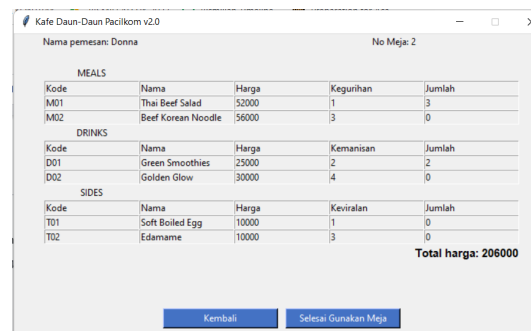 Kafe Daun-Daun Pacilkom v2.0
Nama pemesan: Donna No Meja: 2
MEALS
Kode Nama Harga Kegurihan Jumlah
M01 Thai Beef Salad 52000 1 3
M02 Beef Korean Noodle 56000 3 0
DRINKS
Kode Nama Harga Kemanisan Jumlah
D01 Green Smoothies 25000 2 2
D02 Golden Glow 30000 4 0
SIDES
Kode Nama Harga Keviralan Jumlah
T01 Soft Boiled Egg 10000 1 0
T02 Edamame 10000 3 0
Total harga: 206000
Kembali Selesai Gunakan Meja